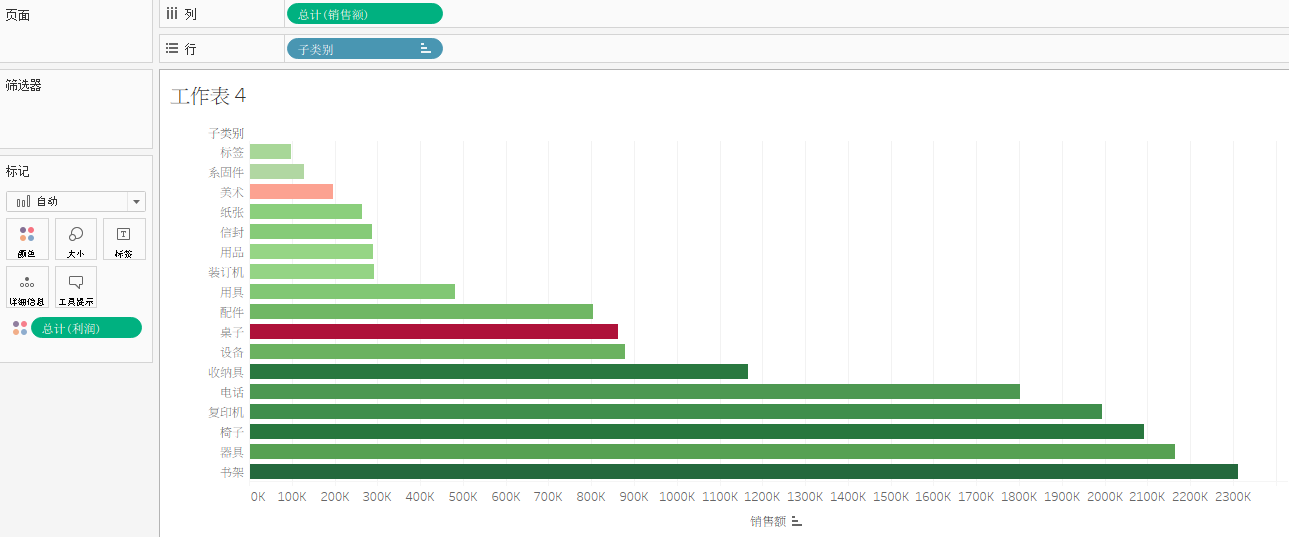 页面
列
总计(销售额)
行
子类别
筛选器
标记
自动
颜色
大小
标签
详细信息
工具提示
总计(利润)
工作表 4
子类别
标签
系固件
美术
纸张
信封
用品
装订机
用具
配件
桌子
设备
收纳具
电话
复印机
椅子
器具
书架
0K 100K 200K 300K 400K 500K 600K 700K 800K 900K 1000K 1100K 1200K 1300K 1400K 1500K 1600K 1700K 1800K 1900K 2000K 2100K 2200K 2300K
销售额